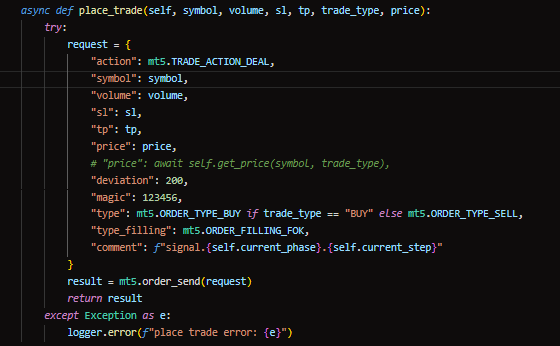 async def place_trade(self, symbol, volume, sl, tp, trade_type, price):
    try:
        request = {
            "action": mt5.TRADE_ACTION_DEAL,
            "symbol": symbol,
            "volume": volume,
            "sl": sl,
            "tp": tp,
            "price": price,
            # "price": await self.get_price(symbol, trade_type),
            "deviation": 200,
            "magic": 123456,
            "type": mt5.ORDER_TYPE_BUY if trade_type == "BUY" else mt5.ORDER_TYPE_SELL,
            "type_filling": mt5.ORDER_FILLING_FOK,
            "comment": f"signal.{self.current_phase}.{self.current_step}"
        }
        result = mt5.order_send(request)
        return result
    except Exception as e:
        logger.error(f"place trade error: {e}")